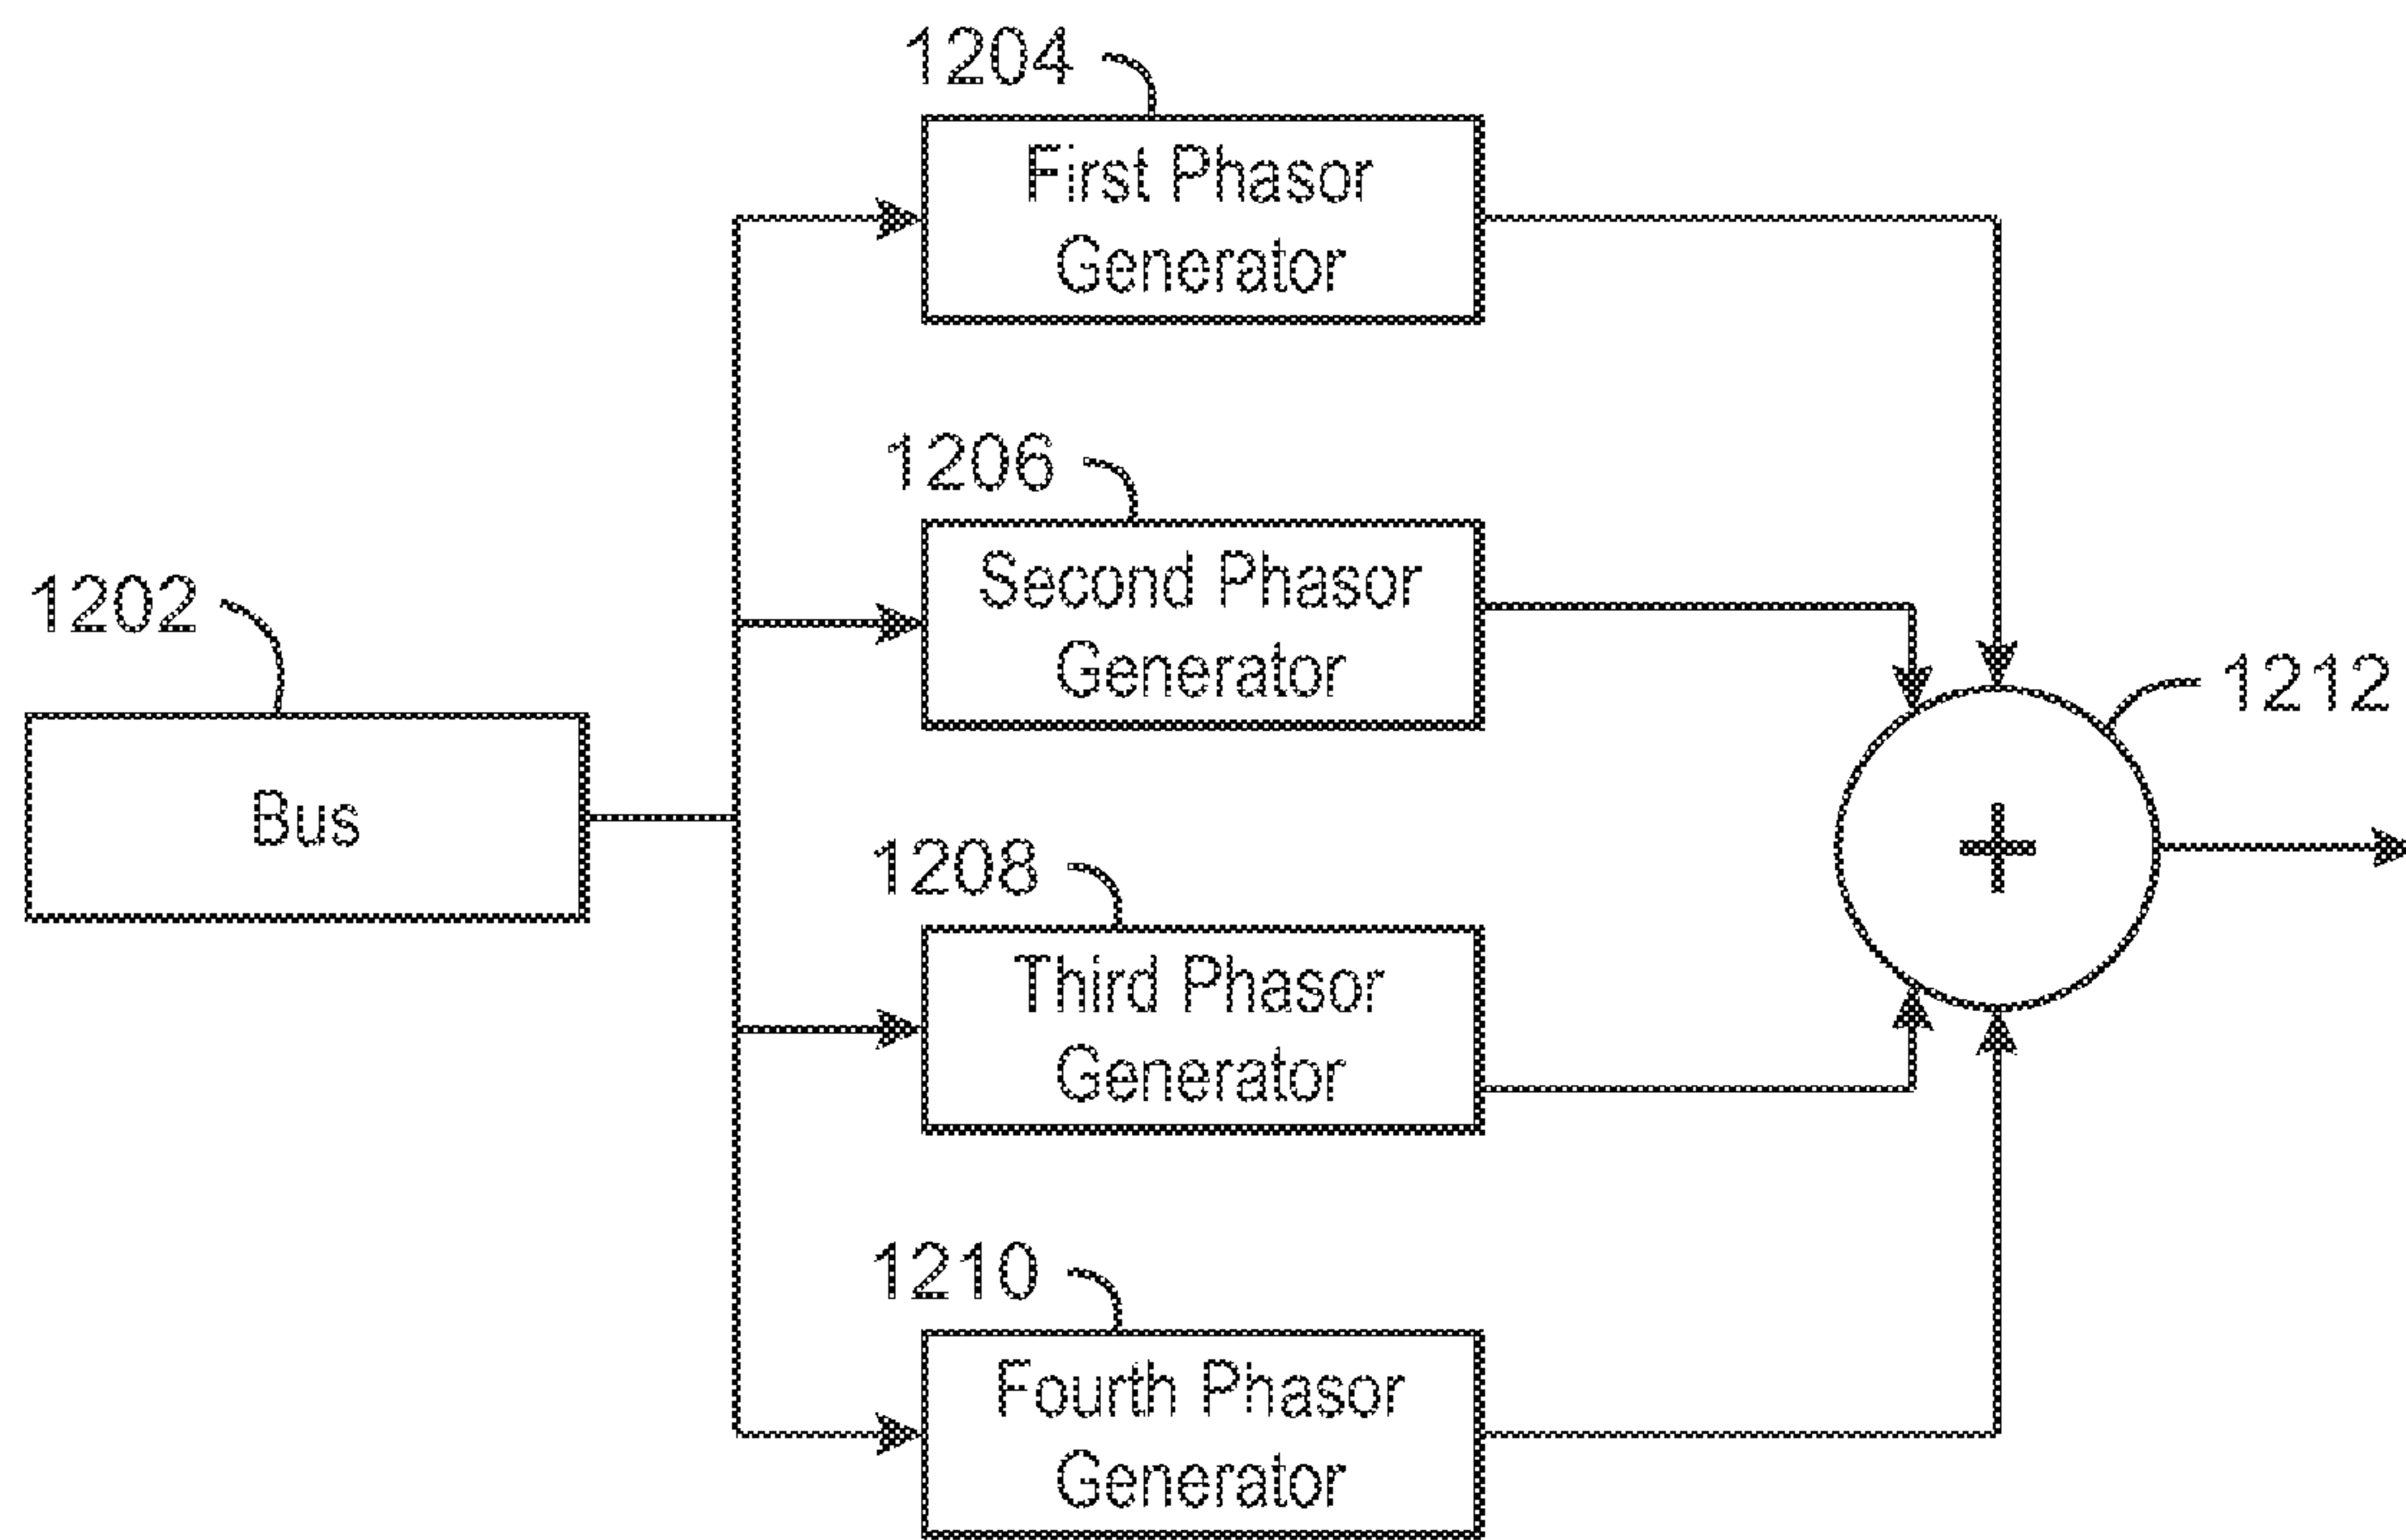 1204
First Phasor
Generator
1206
Second Phasor
Generator
1202
Bus
1212
+
1208
Third Phasor
Generator
1210
Fourth Phasor
Generator